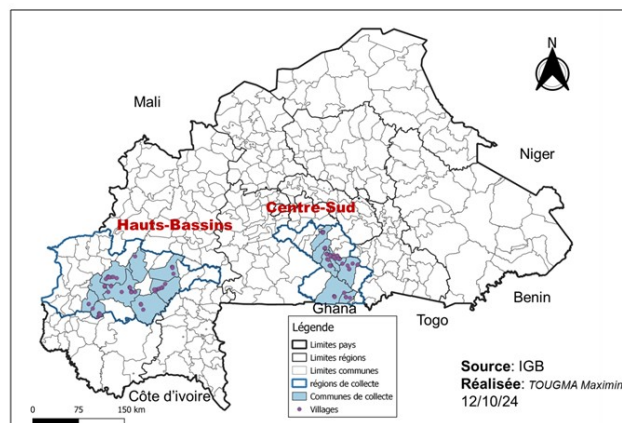 N
Mali
Niger
Centre-Sud
Hauts-Bassins
Benin
Ghana
Togo
Légende
Limites pays
Limites régions
Limites communes
régions de collecte
Communes de collecte
Villages
Source: IGB
Réalisée: TOUGMA Maximin
12/10/24
Côte d'ivoire
0 75 150 km